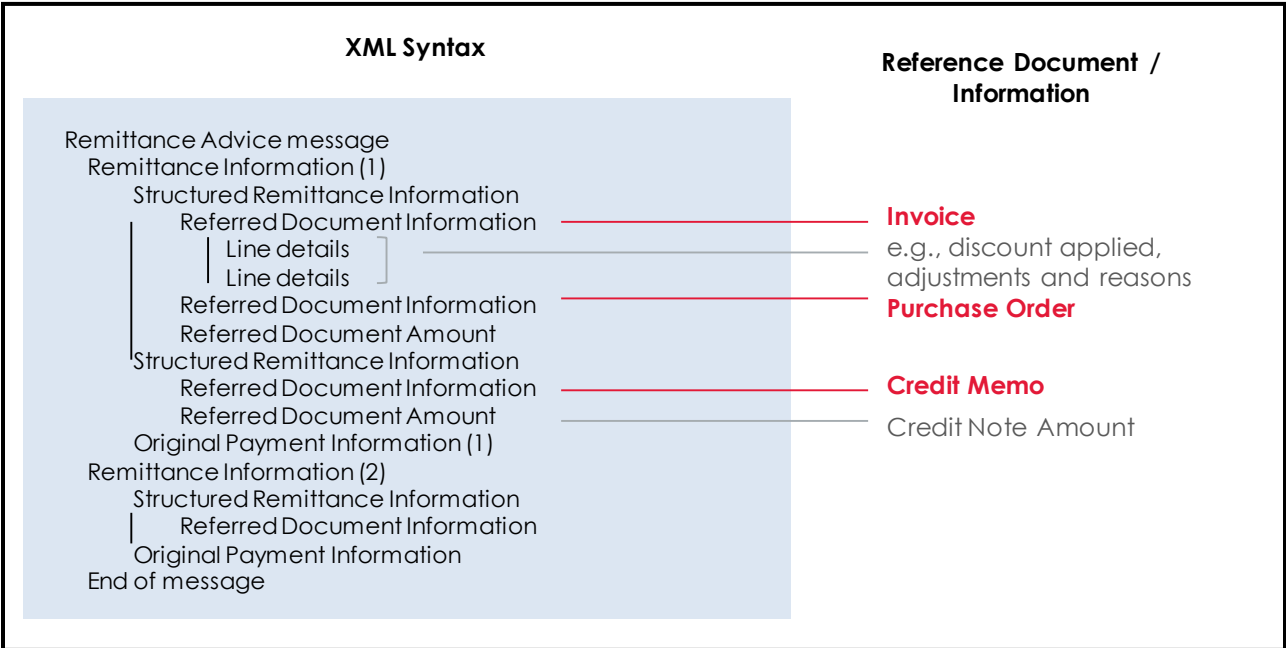 XML Syntax
Reference Document /
Information
Remittance Advice message
Remittance Information (1)
Structured Remittance Information
Referred Document Information
Line details
Line details
Referred Document Information
Referred Document Amount
Structured Remittance Information
Referred Document Information
Referred Document Amount
Original Payment Information (1)
Remittance Information (2)
Structured Remittance Information
Referred Document Information
Original Payment Information
End of message
Invoice
e.g., discount applied,
adjustments and reasons
Purchase Order
Credit Memo
Credit Note Amount